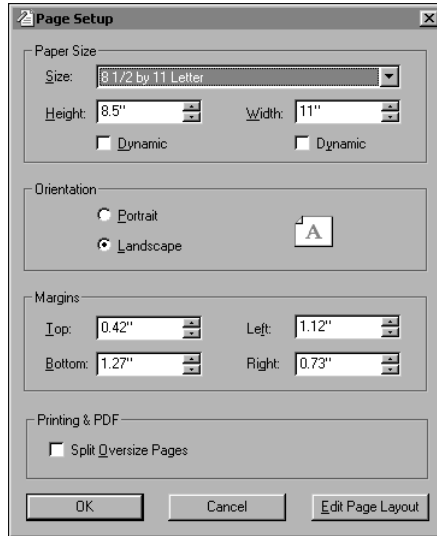 Page Setup
Paper Size
Size: 8 1/2 by 11 Letter
Height: 8.5" Width: 11"
Dynamic Dynamic
Orientation
Portrait
Landscape
A
Margins
Top: 0.42" Left: 1.12"
Bottom: 1.27" Right: 0.73"
Printing & PDF
Split Oversize Pages
OK Cancel Edit Page Layout